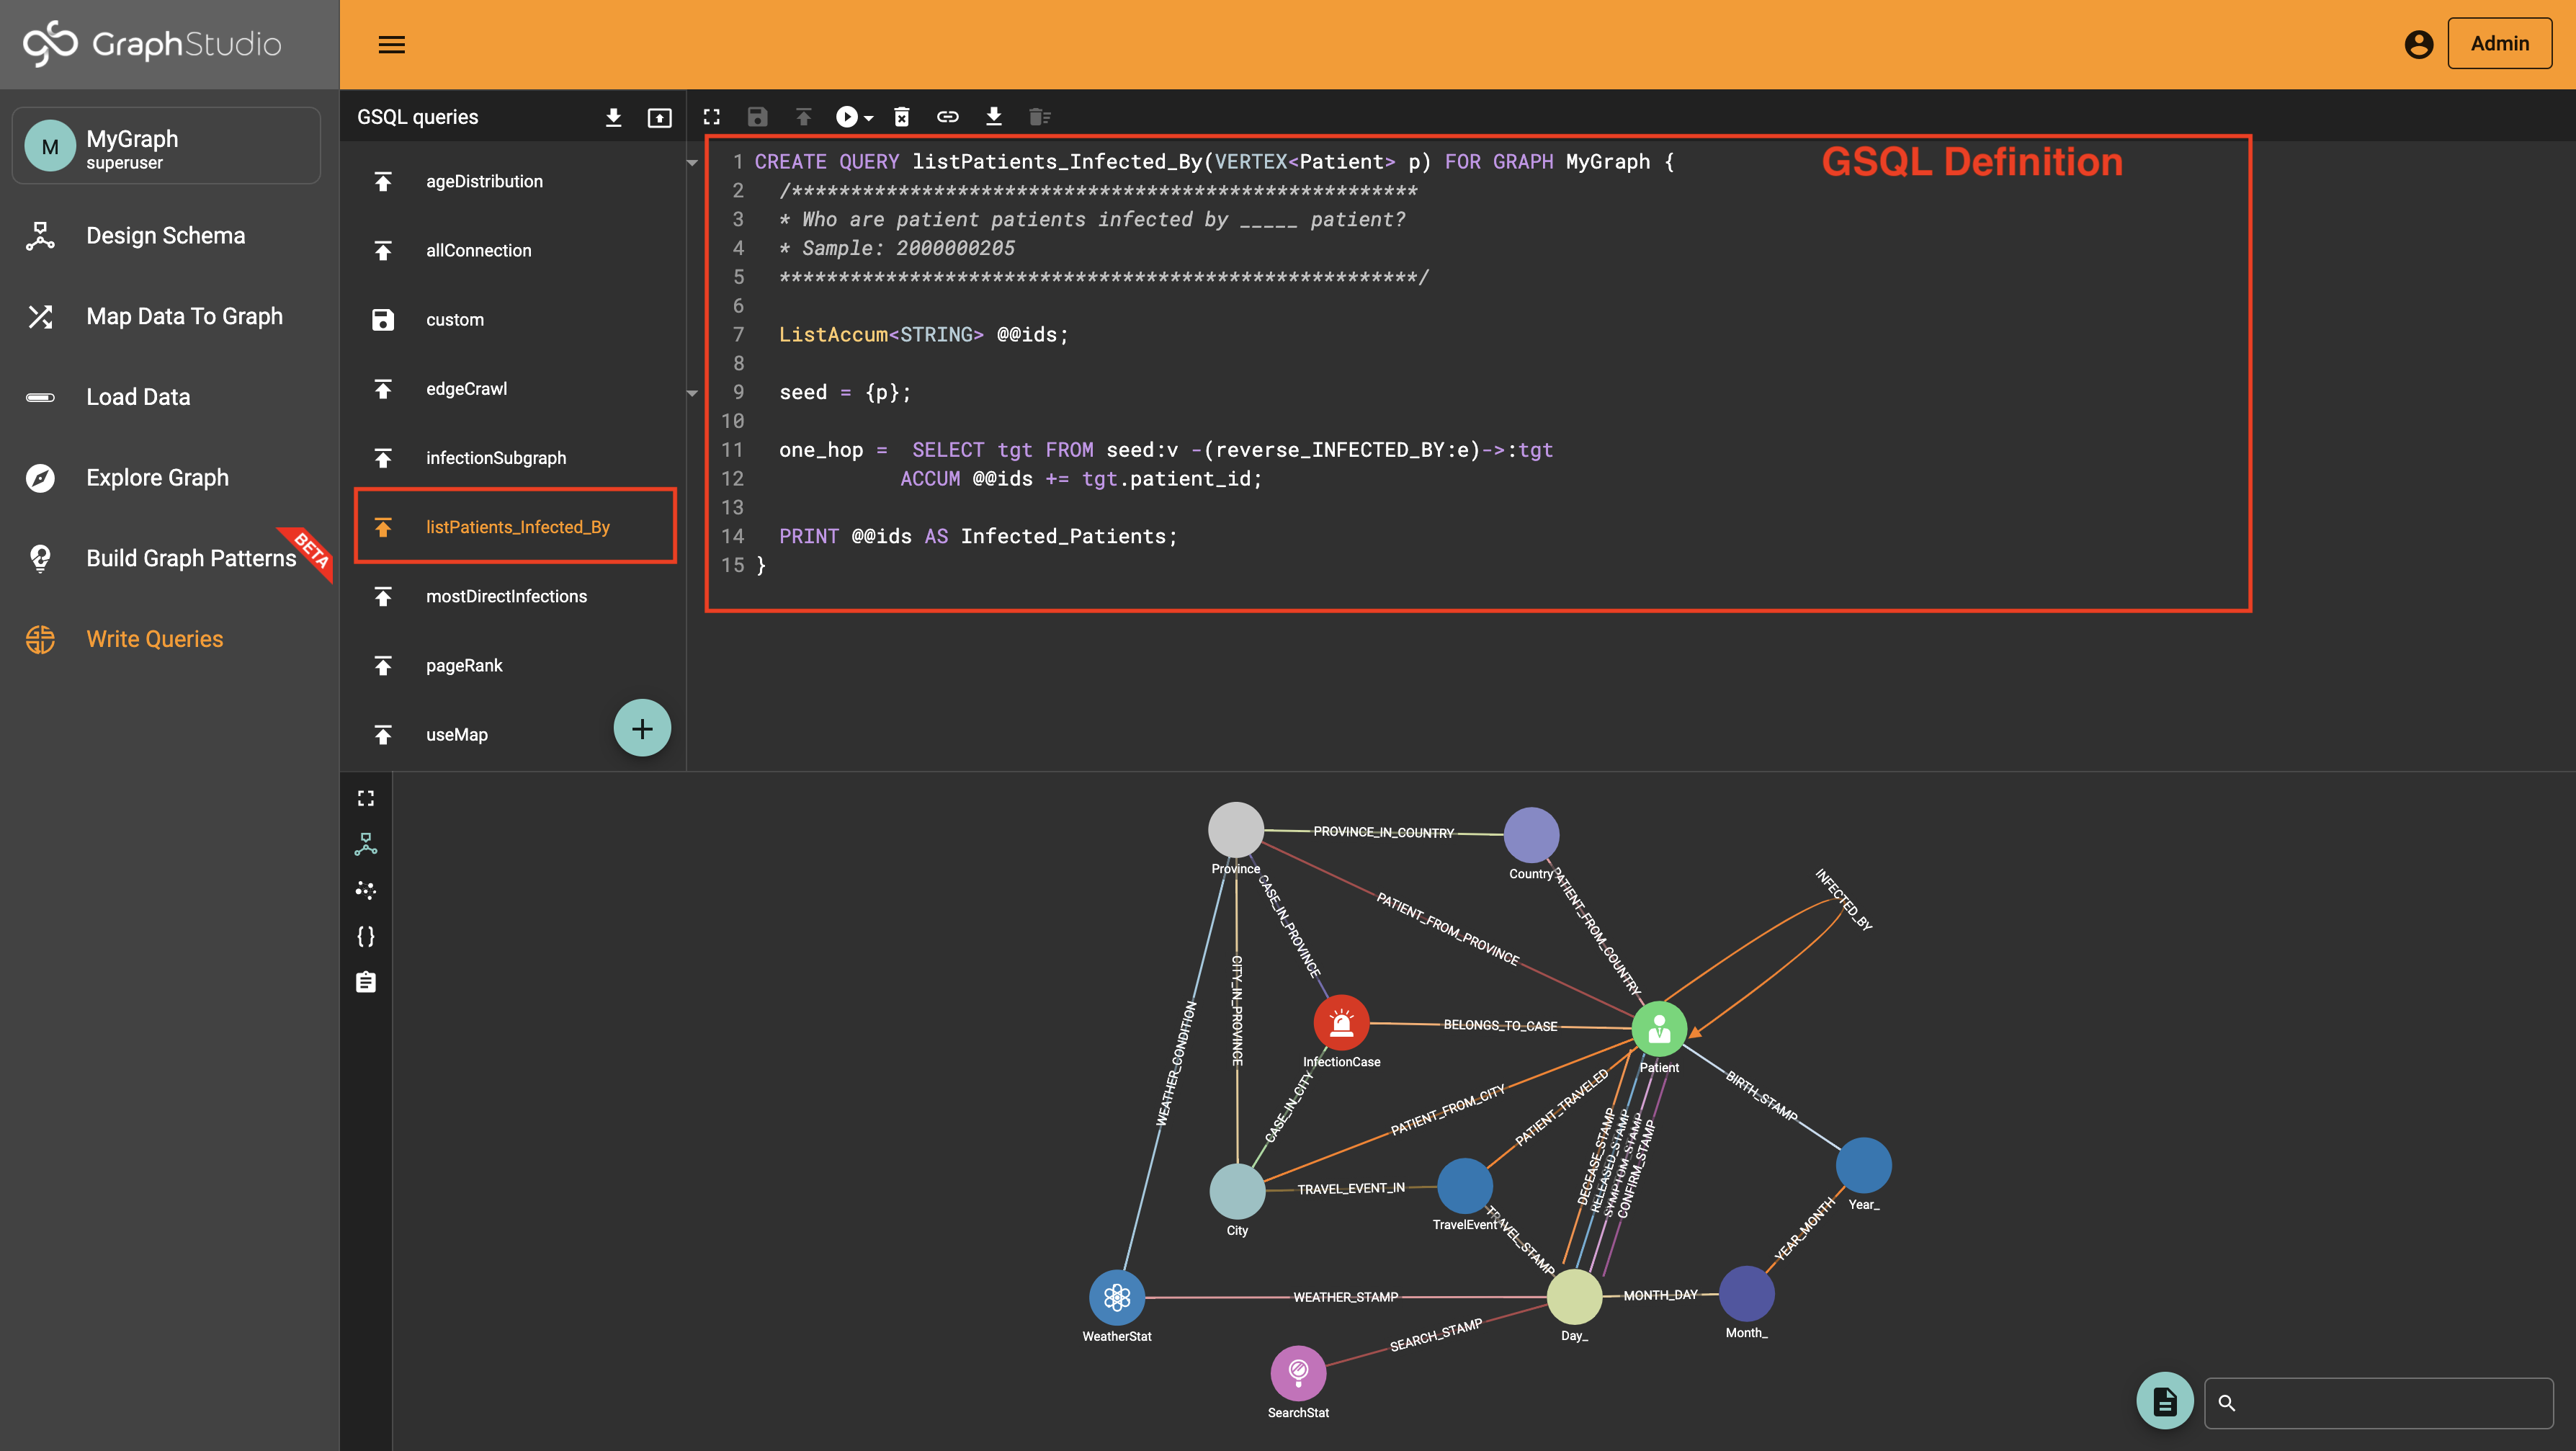 GraphStudio
Admin
M
MyGraph
superuser
Design Schema
Map Data To Graph
Load Data
Explore Graph
Build Graph Patterns
BETA
Write Queries
GSQL queries
ageDistribution
allConnection
custom
edgeCrawl
infectionSubgraph
listPatients_Infected_By
mostDirectInfections
pageRank
useMap
GSQL Definition
1 CREATE QUERY listPatients_Infected_By(VERTEX<Patient> p) FOR GRAPH MyGraph {
2 /******************************************************
3 * Who are patient patients infected by _____ patient?
4 * Sample: 2000000205
5 ******************************************************/
6
7 ListAccum<STRING> @@ids;
8
9 seed = {p};
10
11 one_hop =  SELECT tgt FROM seed:v -(reverse_INFECTED_BY:e)->:tgt
12 ACCUM @@ids += tgt.patient_id;
13
14 PRINT @@ids AS Infected_Patients;
15 }
PROVINCE_IN_COUNTRY
Province
Country
CASE_IN_PROVINCE
PATIENT_FROM_PROVINCE
PATIENT_FROM_COUNTRY
INFECTED_BY
CITY_IN_PROVINCE
WEATHER_CONDITION
BELONGS_TO_CASE
InfectionCase
Patient
CASE_IN_CITY
PATIENT_FROM_CITY
PATIENT_TRAVELED
BIRTH_STAMP
DECEASE_STAMP
RELEASED_STAMP
SYMPTOM_STAMP
CONFIRM_STAMP
TRAVEL_EVENT_IN
City
TravelEvent
Year_
TRAVEL_STAMP
YEAR_MONTH
WEATHER_STAMP
MONTH_DAY
WeatherStat
Day_
Month_
SEARCH_STAMP
SearchStat